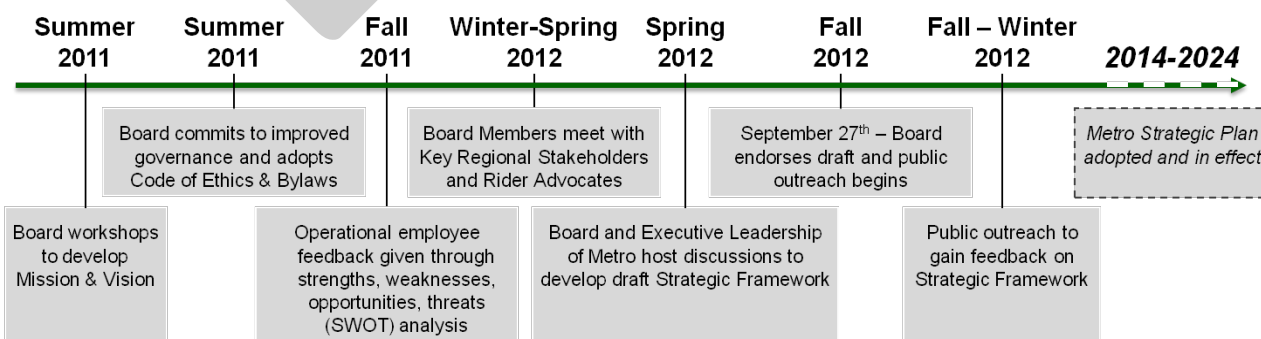 Summer
2011
Summer
2011
Fall
2011
Winter-Spring
2012
Spring
2012
Fall
2012
Fall – Winter
2012
2014-2024
Board commits to improved
governance and adopts
Code of Ethics & Bylaws
Board Members meet with
Key Regional Stakeholders
and Rider Advocates
September 27th – Board
endorses draft and public
outreach begins
Metro Strategic Plan
adopted and in effect
Board workshops
to develop
Mission & Vision
Operational employee
feedback given through
strengths, weaknesses,
opportunities, threats
(SWOT) analysis
Board and Executive Leadership
of Metro host discussions to
develop draft Strategic Framework
Public outreach to
gain feedback on
Strategic Framework